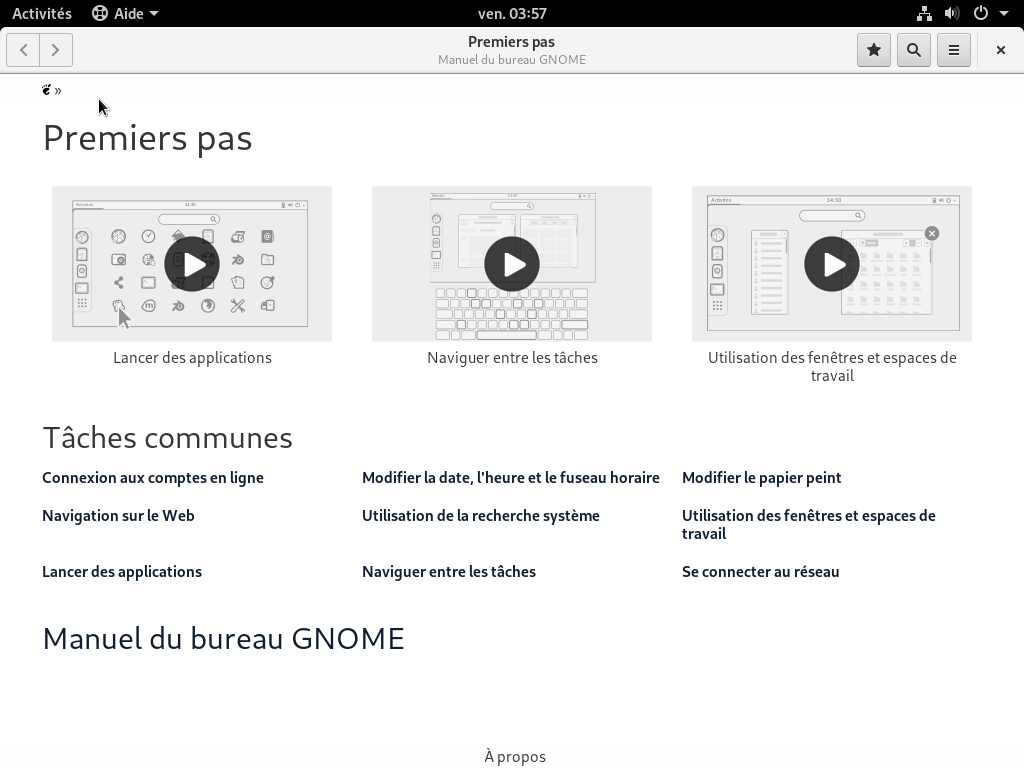 Activités
Aide
ven. 03:57
Premiers pas
Manuel du bureau GNOME
»
Premiers pas
Activités 14:30
14:30
Activités 14:30
Lancer des applications
Naviguer entre les tâches
Utilisation des fenêtres et espaces de
travail
Tâches communes
Connexion aux comptes en ligne
Modifier la date, l'heure et le fuseau horaire
Modifier le papier peint
Navigation sur le Web
Utilisation de la recherche système
Utilisation des fenêtres et espaces de
travail
Lancer des applications
Naviguer entre les tâches
Se connecter au réseau
Manuel du bureau GNOME
À propos